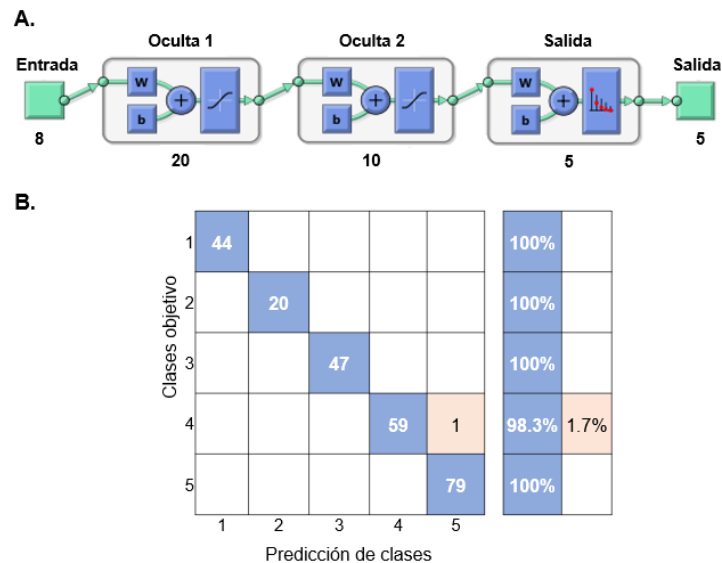 A.
Oculta 1 Oculta 2 Salida
Entrada Salida
W W W
b b b
8 20 10 5 5
B.
Clases objetivo
1 44 100%
2 20 100%
3 47 100%
4 59 1 98.3% 1.7%
5 79 100%
1 2 3 4 5
Predicción de clases